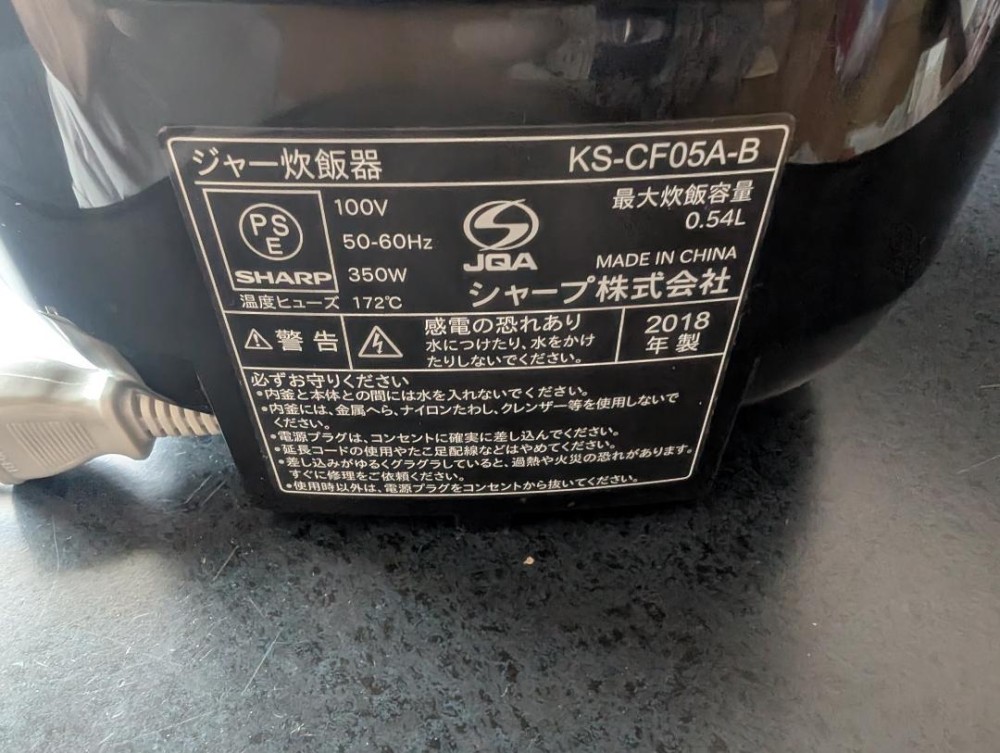 ジャー炊飯器 KS-CF05A-B
PSE
SHARP
100V
50-60Hz
350W
温度ヒューズ 172℃
JQA
最大炊飯容量
0.54L
MADE IN CHINA
シャープ株式会社
警告
感電の恐れあり
水につけたり、水をかけ
たりしないでください。
2018
年製
必ずお守りください
•内釜と本体との間には水を入れないでください。
•内釜には、金属へら、ナイロンたわし、クレンザー等を使用しないで
ください。
•電源プラグは、コンセントに確実に差し込んでください。
•延長コードの使用やたこ足配線などはやめてください。
•差し込みがゆるくグラグラしていると、過熱や火災の恐れがあります。
すぐに修理をご依頼ください。
•使用時以外は、電源プラグをコンセントから抜いてください。